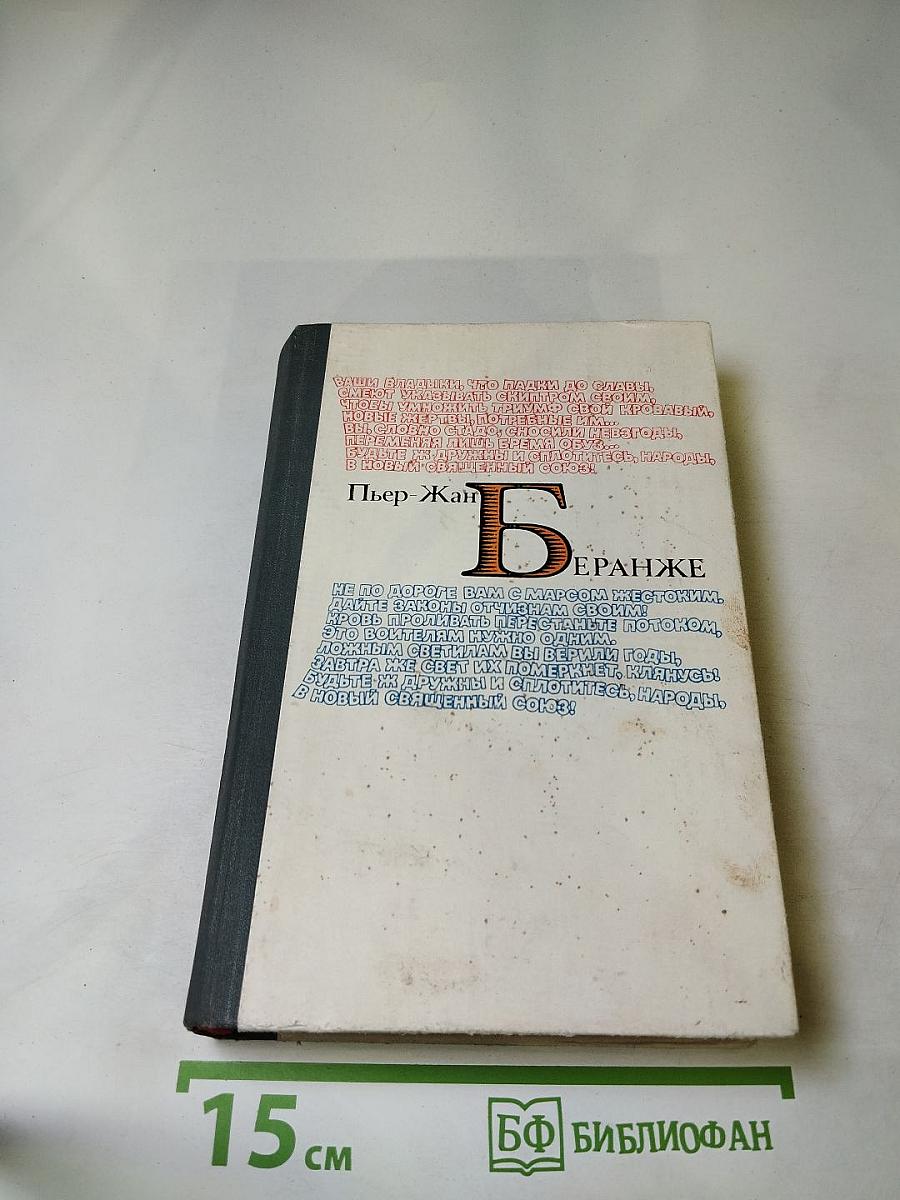 ВАШИ ВЛАДЫКИ, ЧТО ПАДКИ ДО СЛАВЫ,
СМЕЮТ УКАЗЫВАТЬ СКИПТРОМ СВОИМ,
ЧТОБЫ УМНОЖИТЬ ТРИУМФ СВОЙ КРОВАВЫЙ,
НОВЫЕ ЖЕРТВЫ, ПОТРЕБНЫЕ ИМ...
ВЫ, СЛОВНО СТАДО, СНОСИЛИ НЕВЗГОДЫ,
ПЕРЕМЕНЯЯ ЛИШЬ БРЕМЯ ОБУЗ...
БУДЬТЕ Ж ДРУЖНЫ И СПЛОТИТЕСЬ, НАРОДЫ,
В НОВЫЙ СВЯЩЕННЫЙ СОЮЗ!
Пьер-Жан
БЕРАНЖЕ
НЕ ПО ДОРОГЕ ВАМ С МАРСОМ ЖЕСТОКИМ.
ДАЙТЕ ЗАКОНЫ ОТЧИЗНАМ СВОИМ!
КРОВЬ ПРОЛИВАТЬ ПЕРЕСТАНЬТЕ ПОТОКОМ,
ЭТО ВОИТЕЛЯМ НУЖНО ОДНИМ.
ЛОЖНЫМ СВЕТИЛАМ ВЫ ВЕРИЛИ ГОДЫ,
ЗАВТРА ЖЕ СВЕТ ИХ ПОМЕРКНЕТ, КЛЯНУСЬ!
БУДЬТЕ Ж ДРУЖНЫ И СПЛОТИТЕСЬ, НАРОДЫ,
В НОВЫЙ СВЯЩЕННЫЙ СОЮЗ!
15 см
БФ БИБЛИОФАН